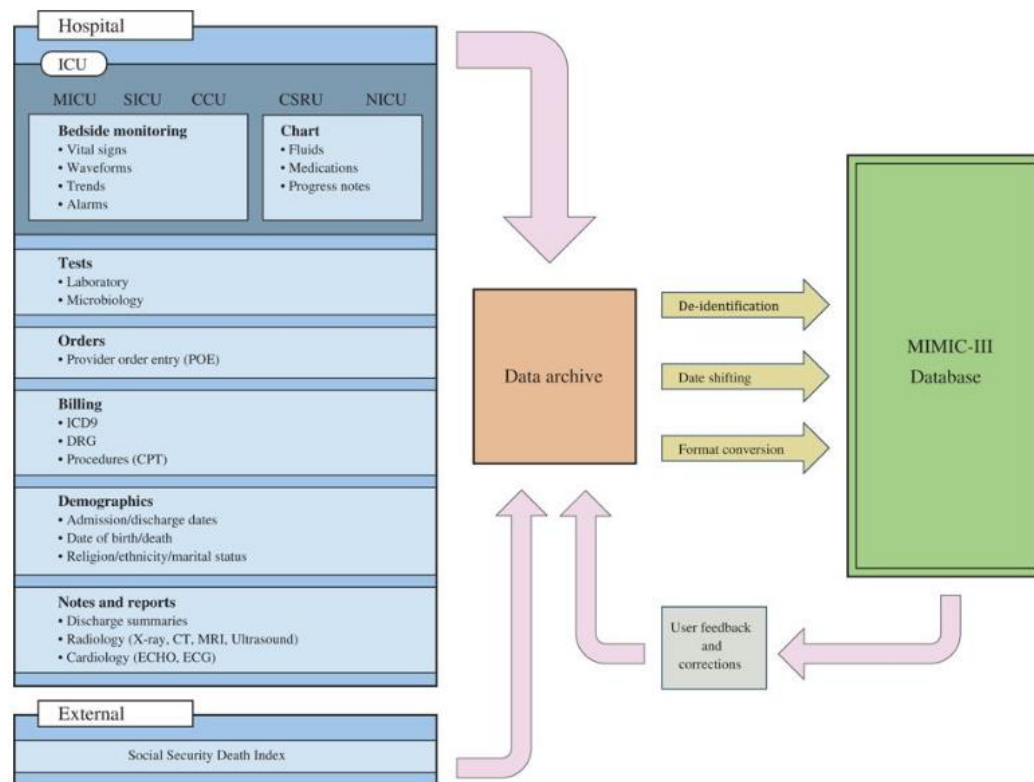 Hospital
ICU
MICU SICU CCU CSRU NICU
Bedside monitoring
• Vital signs
• Waveforms
• Trends
• Alarms
Chart
• Fluids
• Medications
• Progress notes
Tests
• Laboratory
• Microbiology
Orders
• Provider order entry (POE)
Billing
• ICD9
• DRG
• Procedures (CPT)
Demographics
• Admission/discharge dates
• Date of birth/death
• Religion/ethnicity/marital status
Notes and reports
• Discharge summaries
• Radiology (X-ray, CT, MRI, Ultrasound)
• Cardiology (ECHO, ECG)
External
Social Security Death Index
Data archive
De-identification
Date shifting
Format conversion
MIMIC-III
Database
User feedback
and
corrections